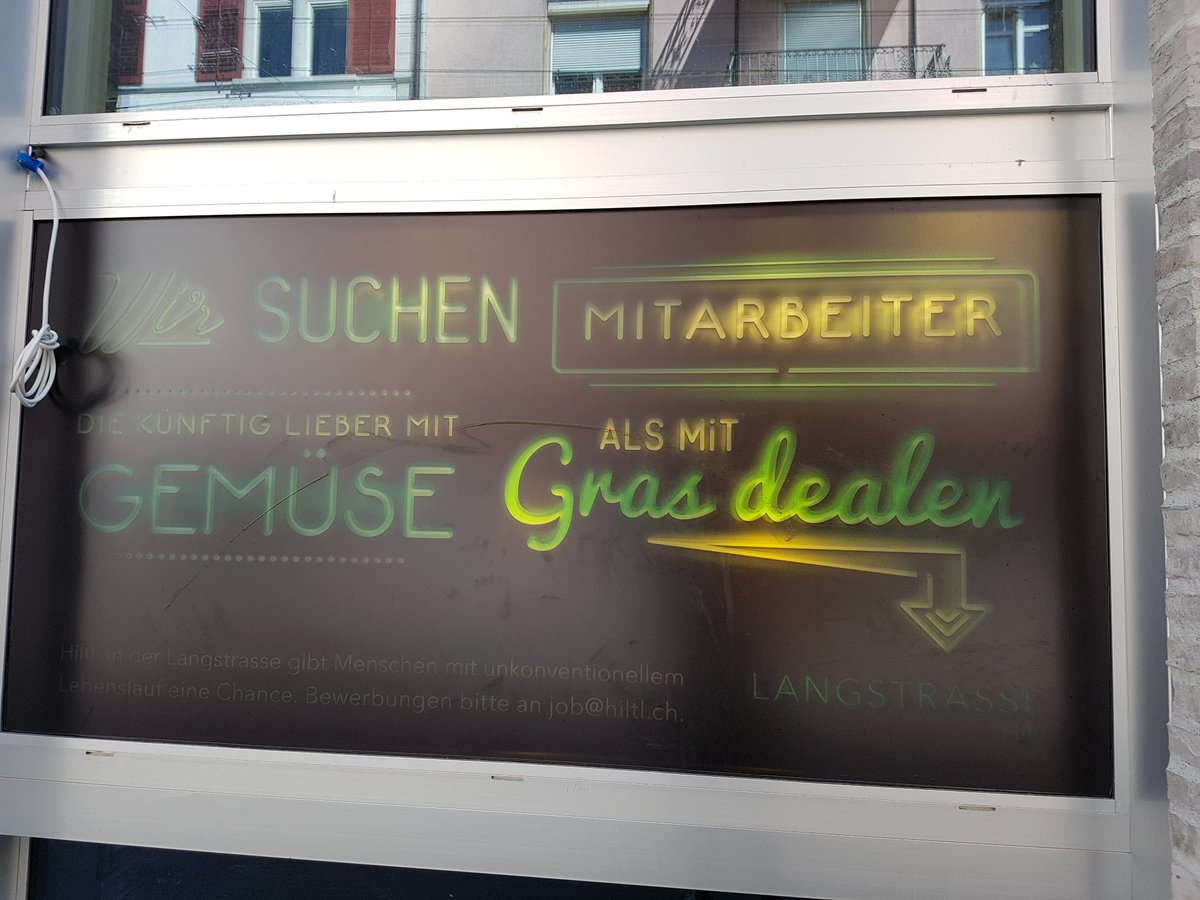 Wir SUCHEN MITARBEITER
DIE KÜNFTIG LIEBER MIT
GEMÜSE
ALS MiT
Gras dealen
Hiltl an der Langstrasse gibt Menschen mit unkonventionellem
Lebenslauf eine Chance. Bewerbungen bitte an job@hiltl.ch.
LANGSTRASSE